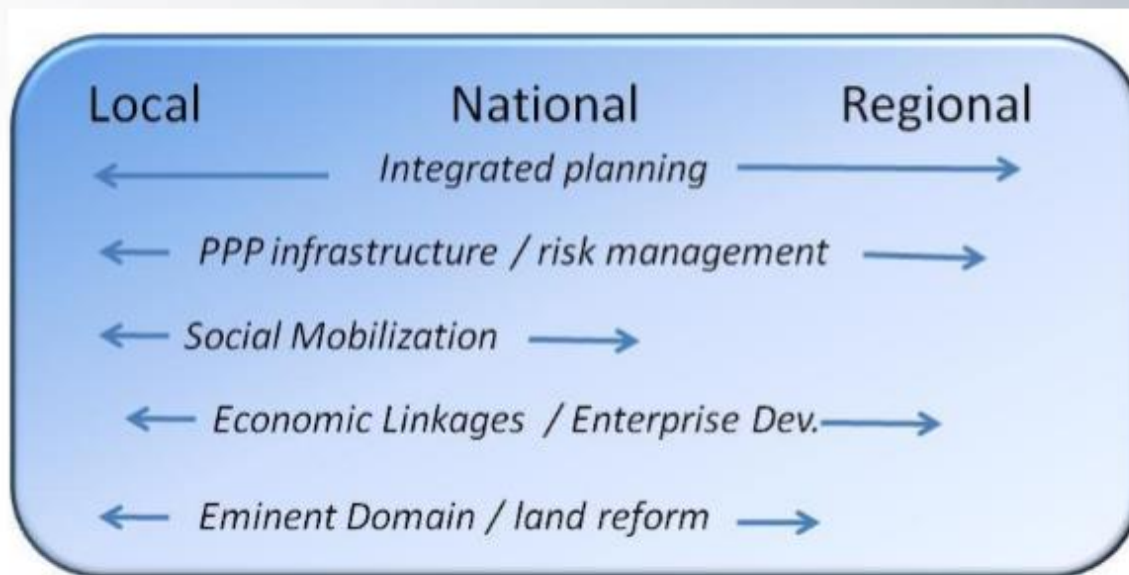 Local National Regional
Integrated planning
PPP infrastructure / risk management
Social Mobilization
Economic Linkages / Enterprise Dev.
Eminent Domain / land reform